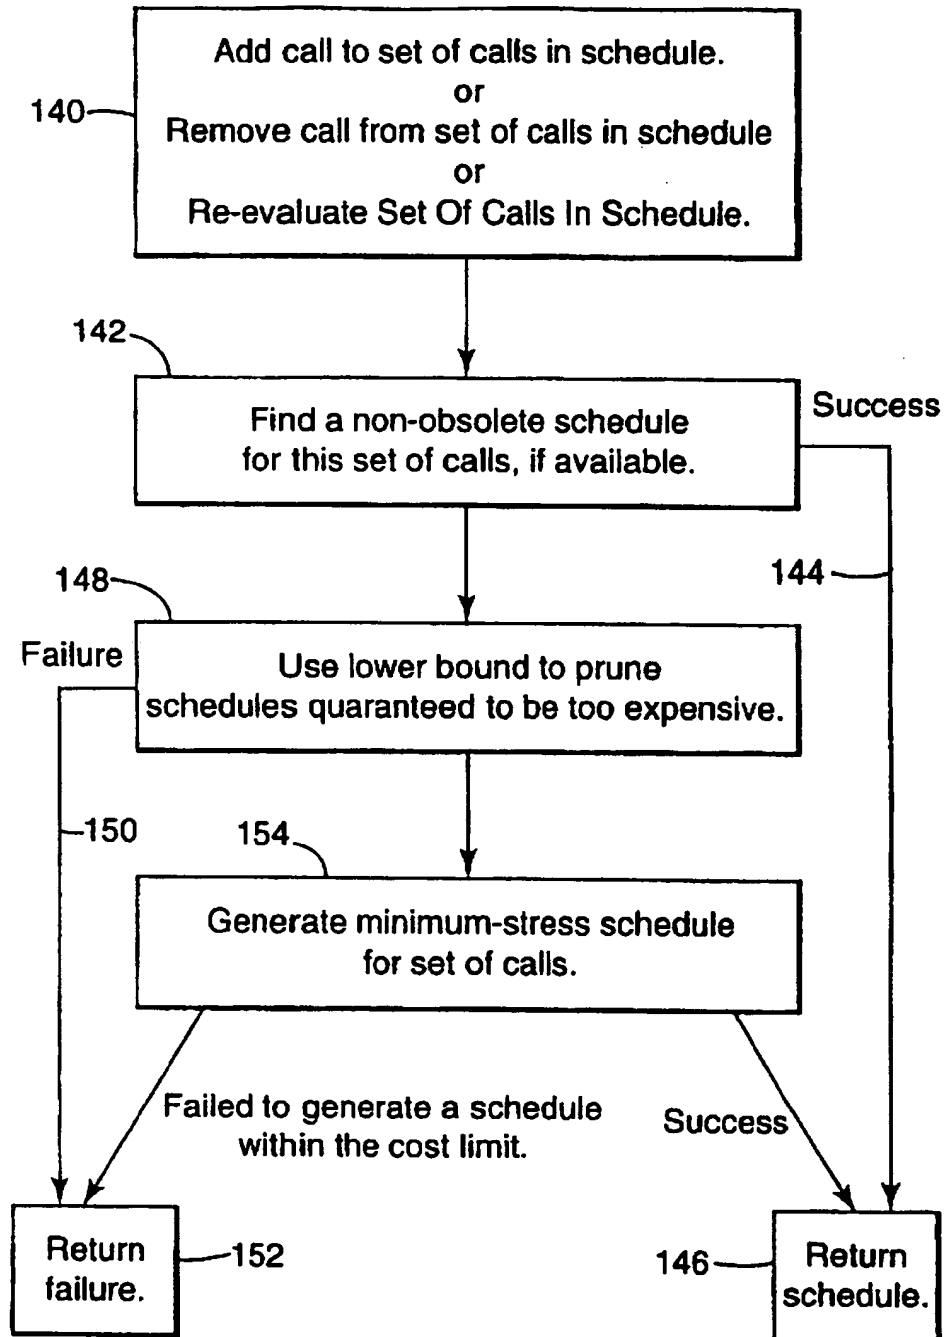 Add call to set of calls in schedule.
or
140
Remove call from set of calls in schedule
or
Re-evaluate Set Of Calls In Schedule.
142
Success
Find a non-obsolete schedule
for this set of calls, if available.
144
148
Failure
Use lower bound to prune
schedules quaranteed to be too expensive.
150
154
Generate minimum-stress schedule
for set of calls.
Failed to generate a schedule
within the cost limit.
Success
Return
failure.
152
146
Return
schedule.